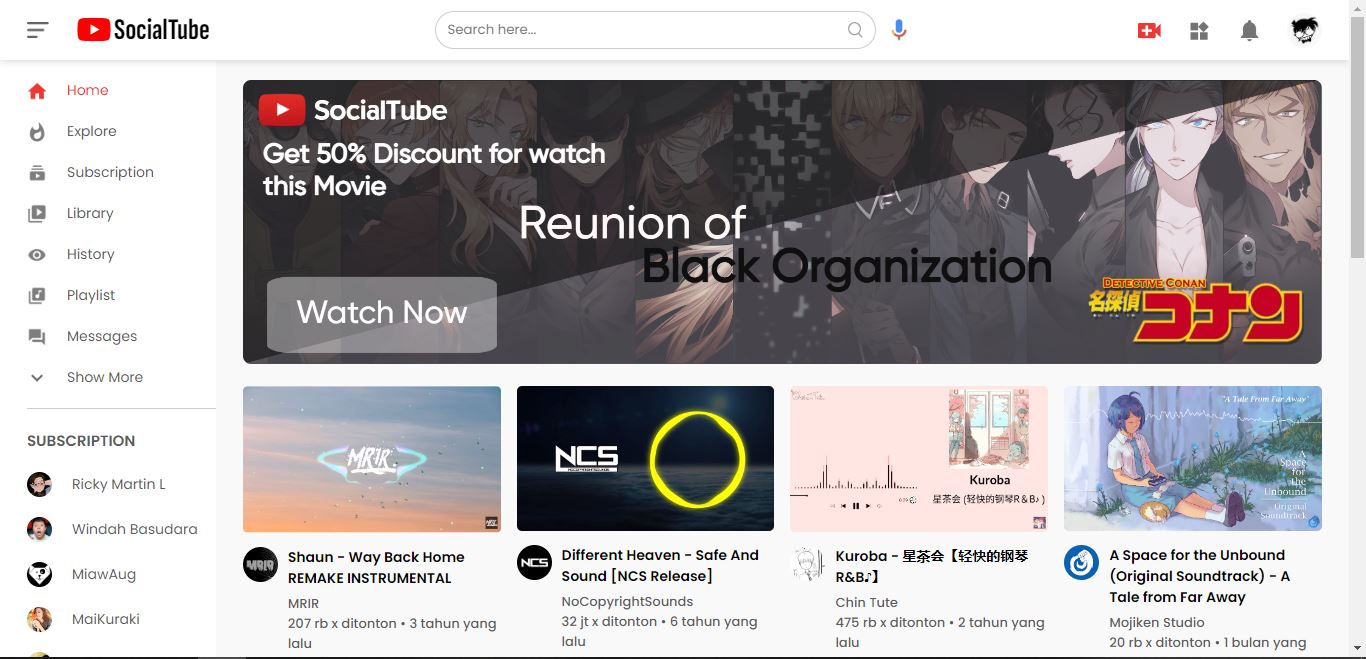 SocialTube
Search here...
Home
Explore
Subscription
Library
History
Playlist
Messages
Show More
SUBSCRIPTION
Ricky Martin L
Windah Basudara
MiawAug
MaiKuraki
SocialTube
Get 50% Discount for watch
this Movie
Reunion of
Black Organization
Watch Now
DETECTIVE CONAN
名探偵
コナン
MRIR
MRIR
Shaun - Way Back Home
REMAKE INSTRUMENTAL
MRIR
207 rb x ditonton • 3 tahun yang
lalu
NCS
NOCOPYRIGHTSOUNDS
NCS
Different Heaven - Safe And
Sound [NCS Release]
NoCopyrightSounds
32 jt x ditonton • 6 tahun yang
lalu
Chin Tute
Kuroba
星茶会 (轻快的钢琴R＆B♪ )
Kuroba - 星茶会【轻快的钢琴
R&B♪】
Chin Tute
475 rb x ditonton • 2 tahun yang
lalu
"A Tale From Far Away"
A
Space
for
the
Unbound
Original
Soundtrack
A Space for the Unbound
(Original Soundtrack) - A
Tale from Far Away
Mojiken Studio
20 rb x ditonton • 1 bulan yang